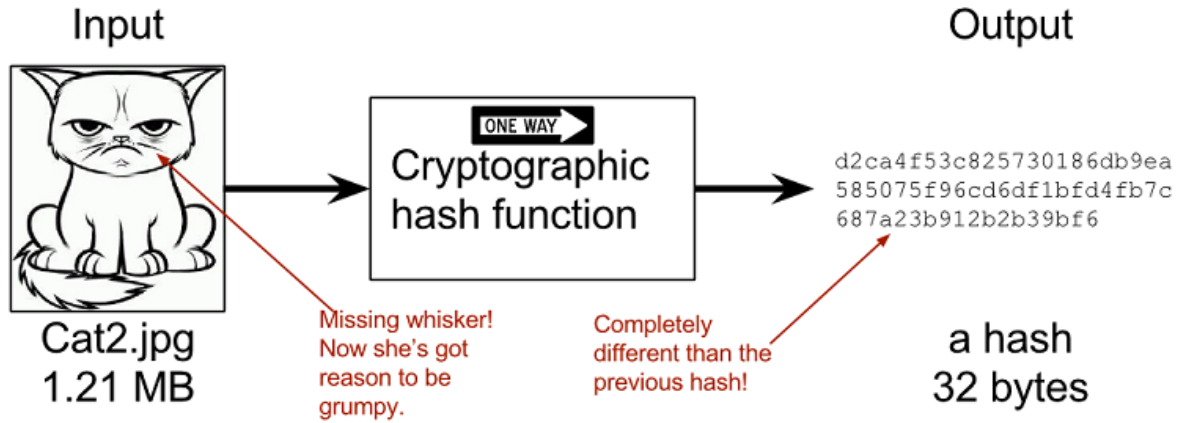 Input
Output
ONE WAY
Cryptographic
hash function
d2ca4f53c825730186db9ea
585075f96cd6df1bfd4fb7c
687a23b912b2b39bf6
Missing whisker!
Now she's got
reason to be
grumpy.
Completely
different than the
previous hash!
Cat2.jpg
1.21 MB
a hash
32 bytes